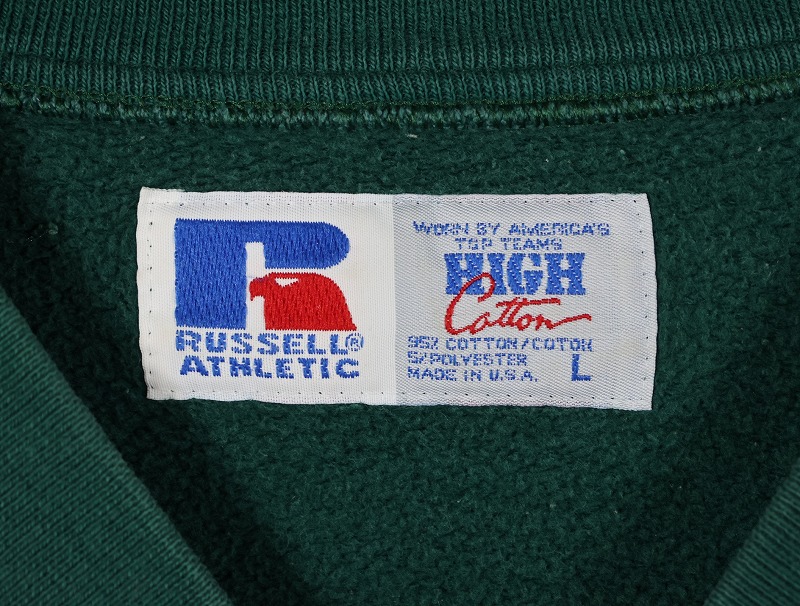 RUSSELL®
ATHLETIC
WORN BY AMERICA'S
TOP TEAMS
HIGH
Cotton
95% COTTON/COTON
5/POLYESTER
MADE IN U.S.A. L